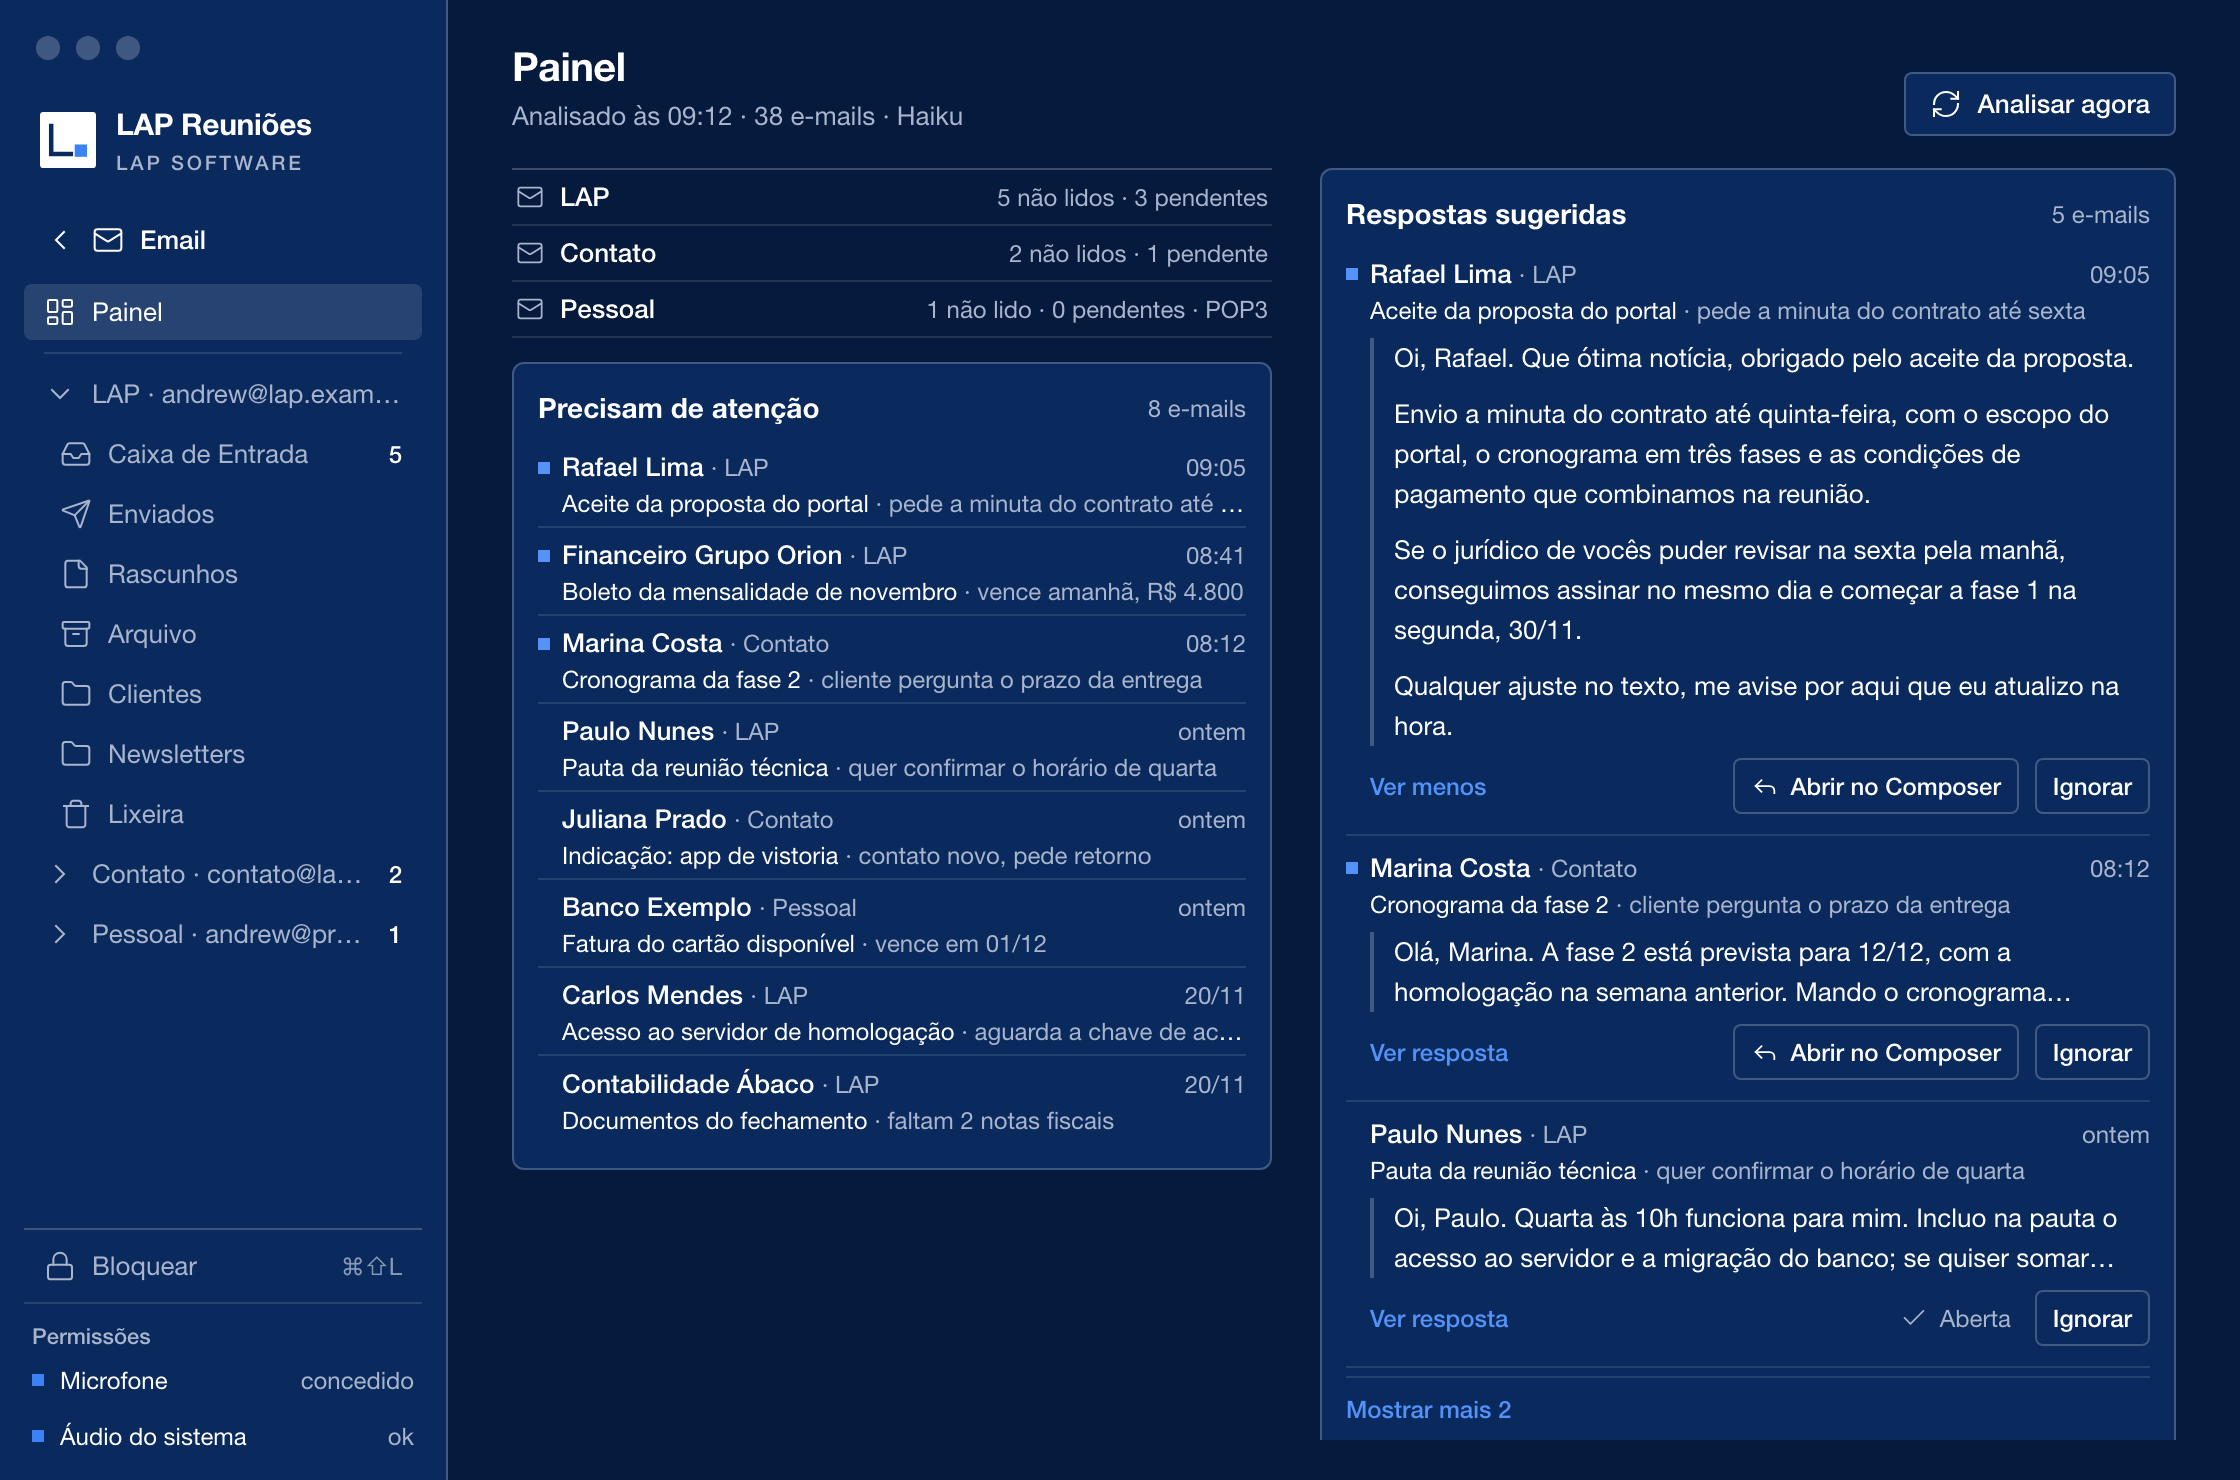 LAP Reuniões
LAP SOFTWARE
Email
Painel
LAP · andrew@lap.exam…
Caixa de Entrada 5
Enviados
Rascunhos
Arquivo
Clientes
Newsletters
Lixeira
Contato · contato@la… 2
Pessoal · andrew@pr… 1
Bloquear ⌘⇧L
Permissões
Microfone concedido
Áudio do sistema ok
Painel
Analisado às 09:12 · 38 e-mails · Haiku
Analisar agora
LAP 5 não lidos · 3 pendentes
Contato 2 não lidos · 1 pendente
Pessoal 1 não lido · 0 pendentes · POP3
Precisam de atenção 8 e-mails
Rafael Lima · LAP 09:05
Aceite da proposta do portal · pede a minuta do contrato até …
Financeiro Grupo Orion · LAP 08:41
Boleto da mensalidade de novembro · vence amanhã, R$ 4.800
Marina Costa · Contato 08:12
Cronograma da fase 2 · cliente pergunta o prazo da entrega
Paulo Nunes · LAP ontem
Pauta da reunião técnica · quer confirmar o horário de quarta
Juliana Prado · Contato ontem
Indicação: app de vistoria · contato novo, pede retorno
Banco Exemplo · Pessoal ontem
Fatura do cartão disponível · vence em 01/12
Carlos Mendes · LAP 20/11
Acesso ao servidor de homologação · aguarda a chave de ac…
Contabilidade Ábaco · LAP 20/11
Documentos do fechamento · faltam 2 notas fiscais
Respostas sugeridas 5 e-mails
Rafael Lima · LAP 09:05
Aceite da proposta do portal · pede a minuta do contrato até sexta
Oi, Rafael. Que ótima notícia, obrigado pelo aceite da proposta.
Envio a minuta do contrato até quinta-feira, com o escopo do
portal, o cronograma em três fases e as condições de
pagamento que combinamos na reunião.
Se o jurídico de vocês puder revisar na sexta pela manhã,
conseguimos assinar no mesmo dia e começar a fase 1 na
segunda, 30/11.
Qualquer ajuste no texto, me avise por aqui que eu atualizo na
hora.
Ver menos Abrir no Composer Ignorar
Marina Costa · Contato 08:12
Cronograma da fase 2 · cliente pergunta o prazo da entrega
Olá, Marina. A fase 2 está prevista para 12/12, com a
homologação na semana anterior. Mando o cronograma…
Ver resposta Abrir no Composer Ignorar
Paulo Nunes · LAP ontem
Pauta da reunião técnica · quer confirmar o horário de quarta
Oi, Paulo. Quarta às 10h funciona para mim. Incluo na pauta o
acesso ao servidor e a migração do banco; se quiser somar…
Ver resposta Aberta Ignorar
Mostrar mais 2